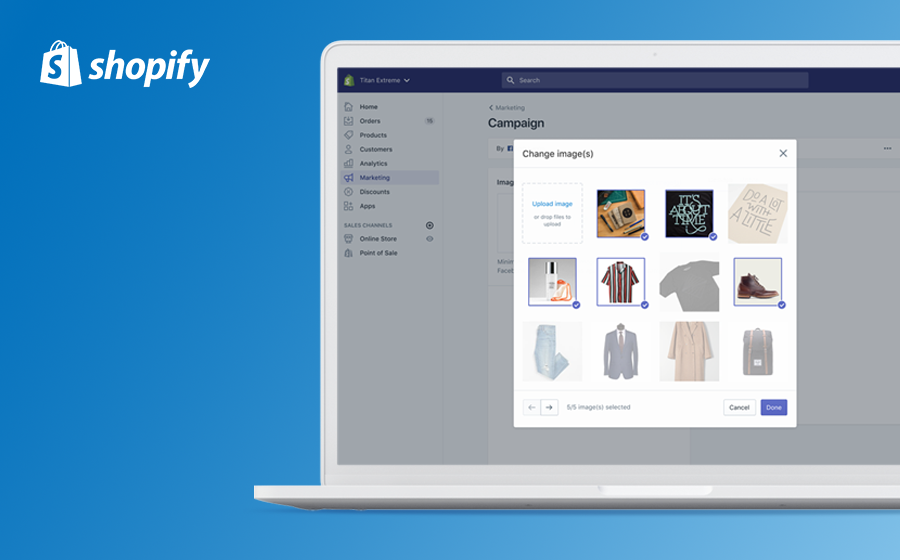 shopify
Titan Extreme
Search
Home
Orders
15
Products
Customers
Analytics
Marketing
Discounts
Apps
SALES CHANNELS
Online Store
Point of Sale
Marketing
Campaign
By
Imag
Minim
Faceb
Change image(s)
Upload image
or drop files to
upload
IT'S
ABOUT
TIME
DO A LOT
WITH
A LITTLE
5/5 image(s) selected
Cancel
Done